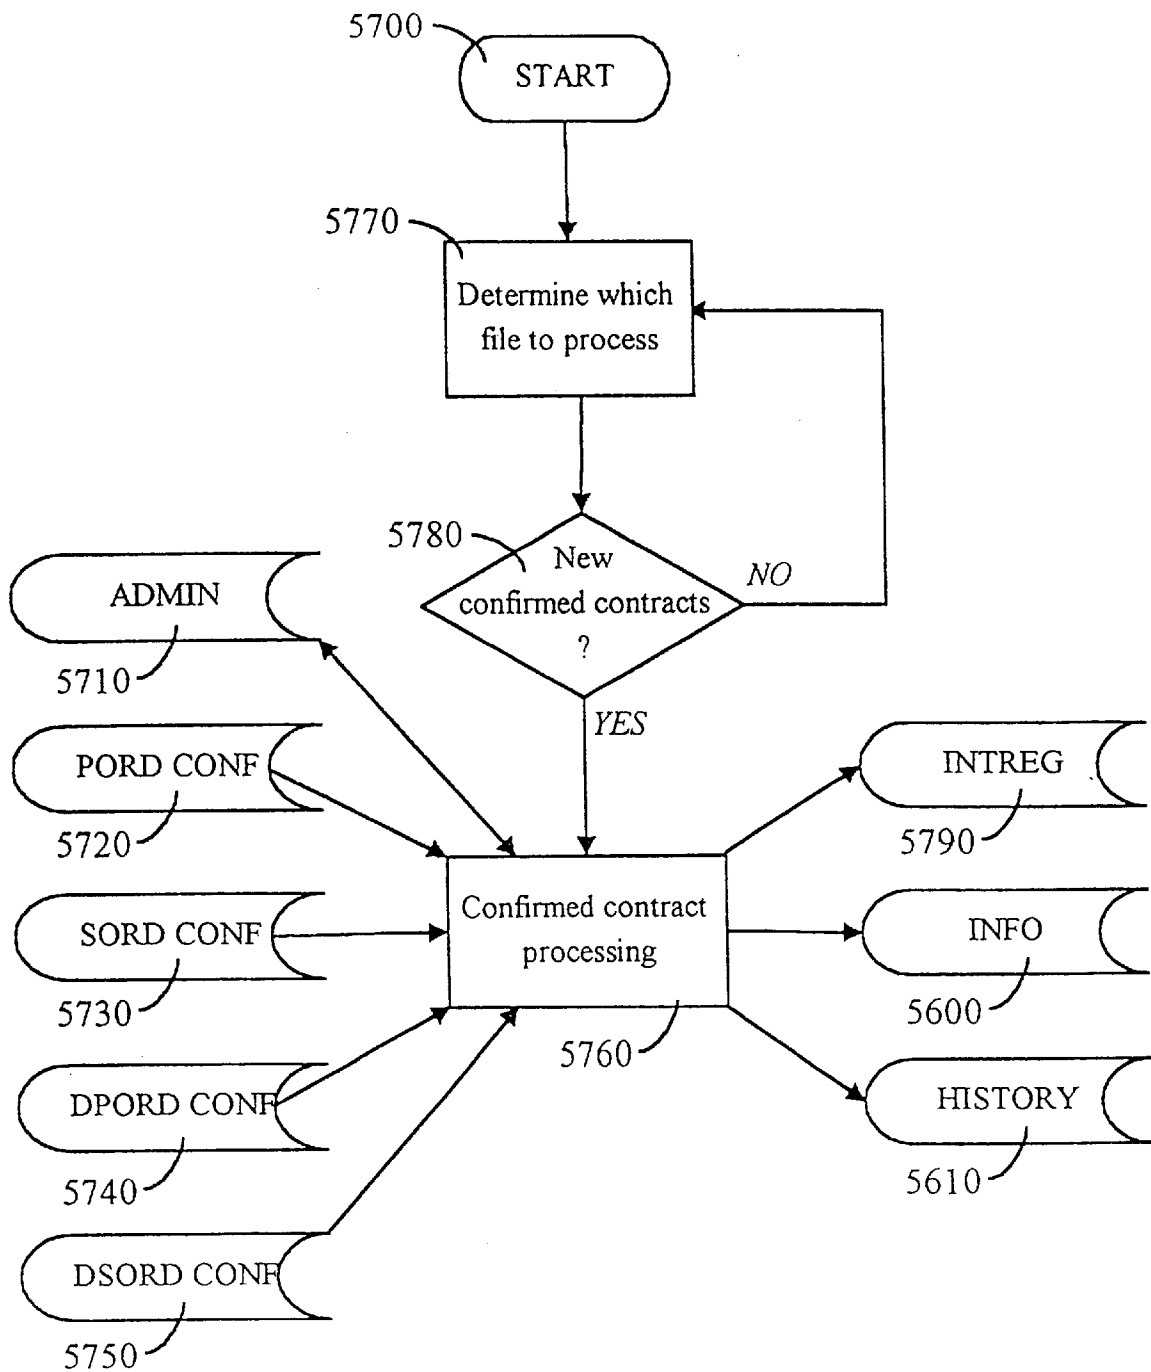 5700
START
5770
Determine which
file to process
5780
New
confirmed contracts
?
NO
YES
ADMIN
5710
PORD CONF
5720
SORD CONF
5730
DPORD CONF
5740
DSORD CONF
5750
Confirmed contract
processing
5760
INTREG
5790
INFO
5600
HISTORY
5610